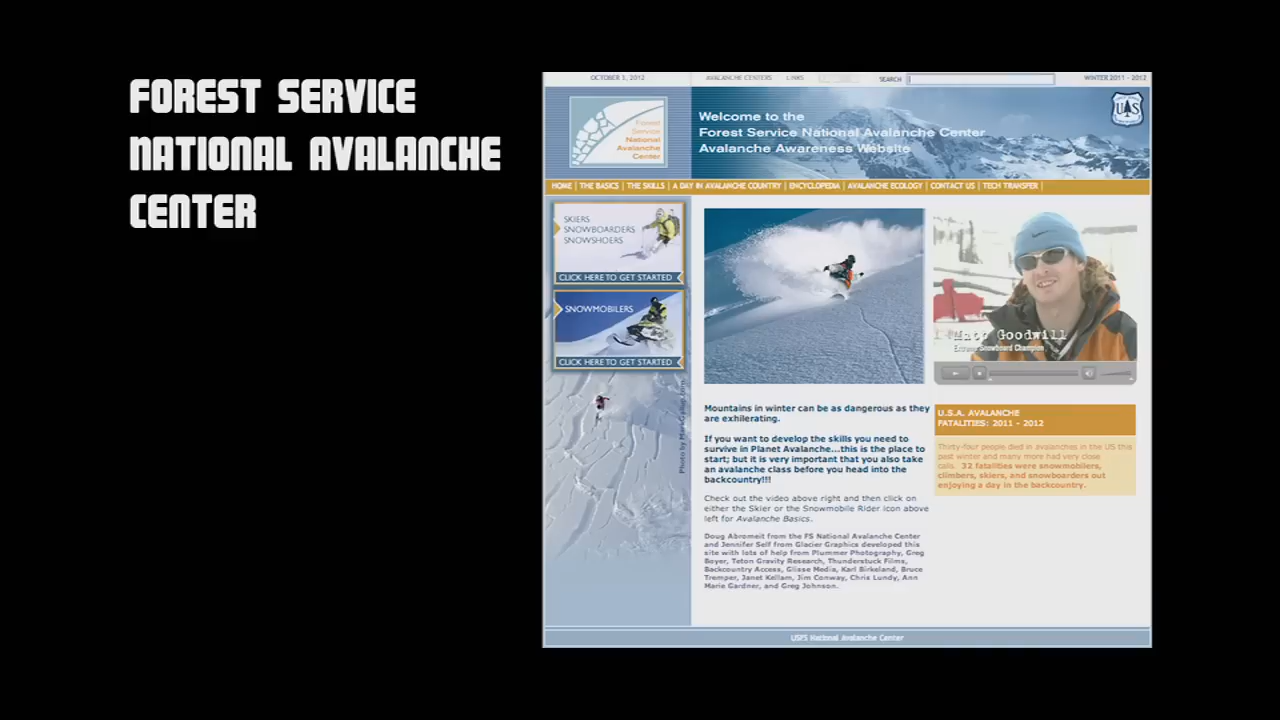 FOREST SERVICE
NATIONAL AVALANCHE
CENTER
OCTOBER 3, 2012
AVALANCHE CENTERS
LINKS
SEARCH
WINTER 2011 - 2012
Forest
Service
National
Avalanche
Center
Welcome to the
Forest Service National Avalanche Center
Avalanche Awareness Website
UAS
HOME | THE BASICS | THE SKILLS | A DAY IN AVALANCHE COUNTRY | ENCYCLOPEDIA | AVALANCHE ECOLOGY | CONTACT US | TECH TRANSFER |
SKIERS
SNOWBOARDERS
SNOWSHOERS
CLICK HERE TO GET STARTED
SNOWMOBILERS
CLICK HERE TO GET STARTED
Photo by Mark
Goodwill
Snowboard Champion
Mountains in winter can be as dangerous as they
are exhilerating.
If you want to develop the skills you need to
survive in Planet Avalanche...this is the place to
start; but it is very important that you also take
an avalanche class before you head into the
backcountry!!!
Check out the video above right and then click on
either the Skier or the Snowmobile Rider icon above
left for Avalanche Basics.
Doug Abromeit from the FS National Avalanche Center
and Jennifer Self from Glacier Graphics developed this
site with lots of help from Plummer Photography, Greg
Boyer, Teton Gravity Research, Thunderstuck Films,
Backcountry Access, Glisse Media, Karl Birkeland, Bruce
Tremper, Janet Kellam, Jim Conway, Chris Lundy, Ann
Marie Gardner, and Greg Johnson.
U.S.A. AVALANCHE
FATALITIES: 2011 - 2012
Thirty-four people died in avalanches in the US this
past winter and many more had very close
calls. 32 fatalities were snowmobilers,
climbers, skiers, and snowboarders out
enjoying a day in the backcountry.
USFS National Avalanche Center